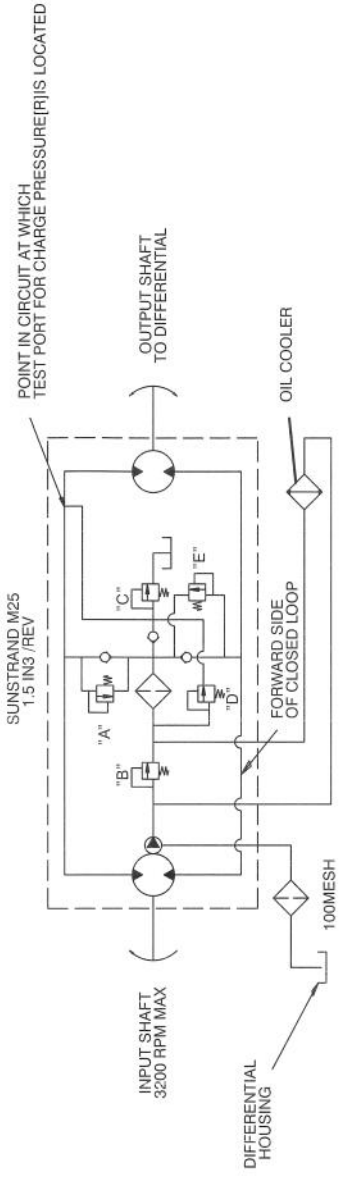 POINT IN CIRCUIT AT WHICH
TEST PORT FOR CHARGE PRESSURE[R]IS LOCATED
SUNSTRAND M25
1.5 IN3 /REV
OUTPUT SHAFT
TO DIFFERENTIAL
"A"
"B"
"C"
"D"
"E"
INPUT SHAFT
3200 RPM MAX
FORWARD SIDE
OF CLOSED LOOP
OIL COOLER
100MESH
DIFFERENTIAL
HOUSING